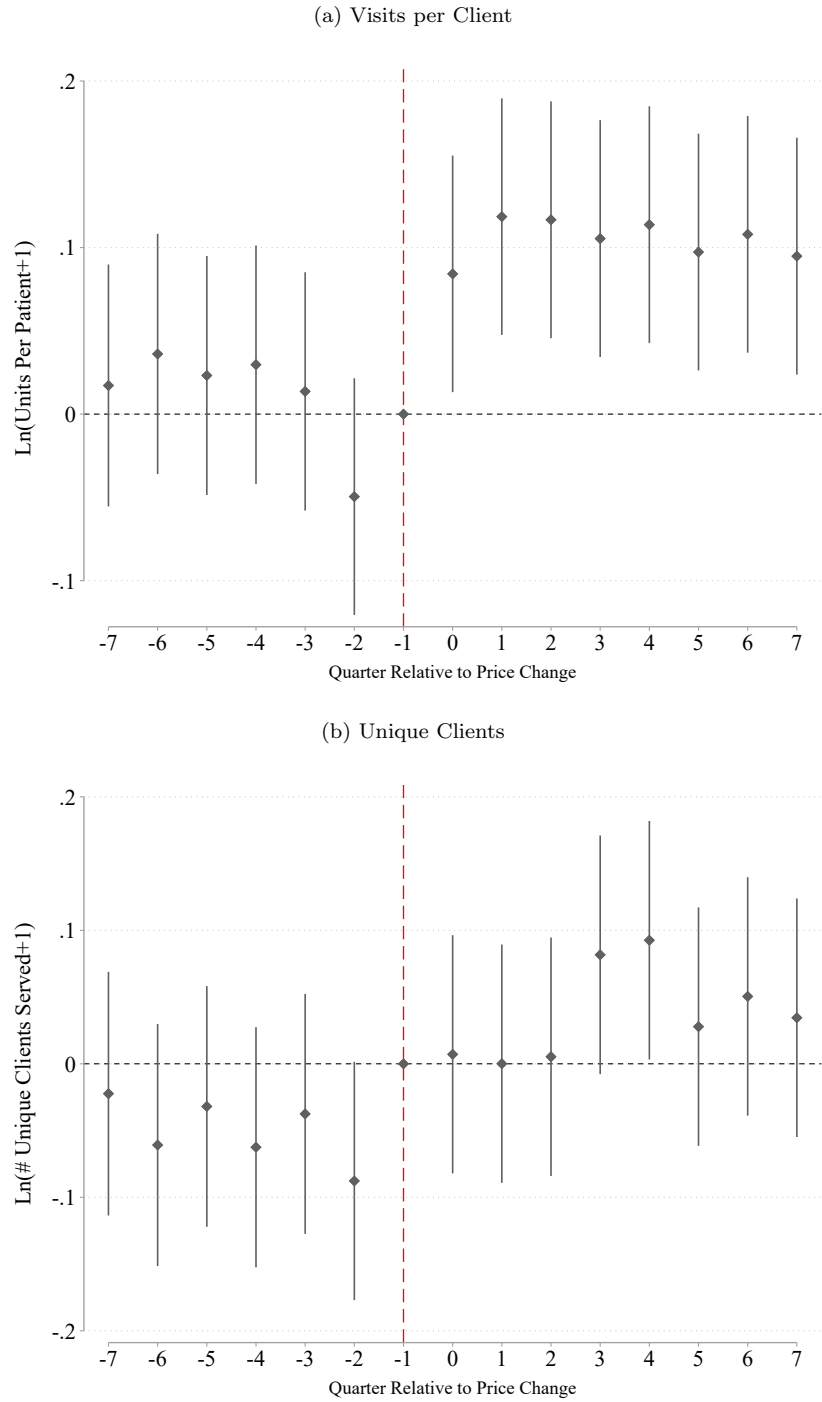 (a) Visits per Client
Ln(Units Per Patient+1)
.2
.1
0
-.1
-7 -6 -5 -4 -3 -2 -1 0 1 2 3 4 5 6 7
Quarter Relative to Price Change
(b) Unique Clients
Ln(# Unique Clients Served+1)
.2
.1
0
-.1
-.2
-7 -6 -5 -4 -3 -2 -1 0 1 2 3 4 5 6 7
Quarter Relative to Price Change